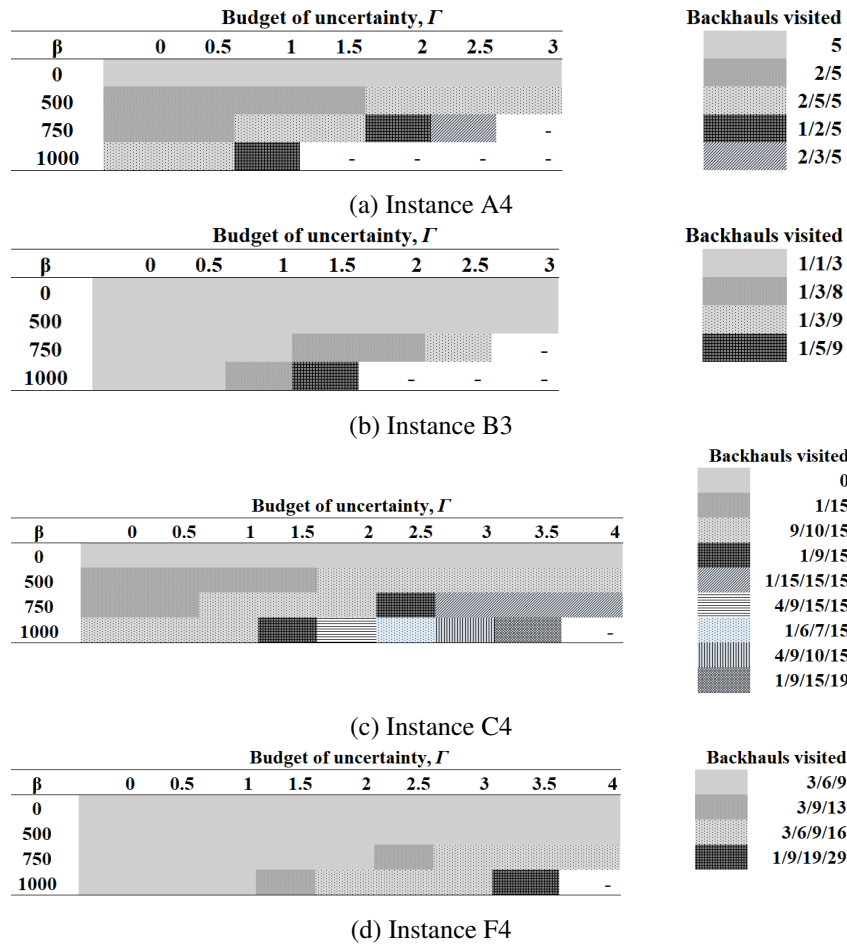 Budget of uncertainty, Γ
Backhauls visited
β 0 0.5 1 1.5 2 2.5 3
5
0
2/5
500
2/5/5
750 -
1/2/5
1000 - - - -
2/3/5
(a) Instance A4
Budget of uncertainty, Γ
Backhauls visited
β 0 0.5 1 1.5 2 2.5 3
1/1/3
0
1/3/8
500
1/3/9
750 -
1/5/9
1000 - - -
(b) Instance B3
Backhauls visited
0
1/15
Budget of uncertainty, Γ
9/10/15
β 0 0.5 1 1.5 2 2.5 3 3.5 4
1/9/15
0
1/15/15/15
500
4/9/15/15
750
1/6/7/15
1000 -
4/9/10/15
1/9/15/19
(c) Instance C4
Budget of uncertainty, Γ
Backhauls visited
β 0 0.5 1 1.5 2 2.5 3 3.5 4
3/6/9
0
3/9/13
500
3/6/9/16
750
1/9/19/29
1000 -
(d) Instance F4